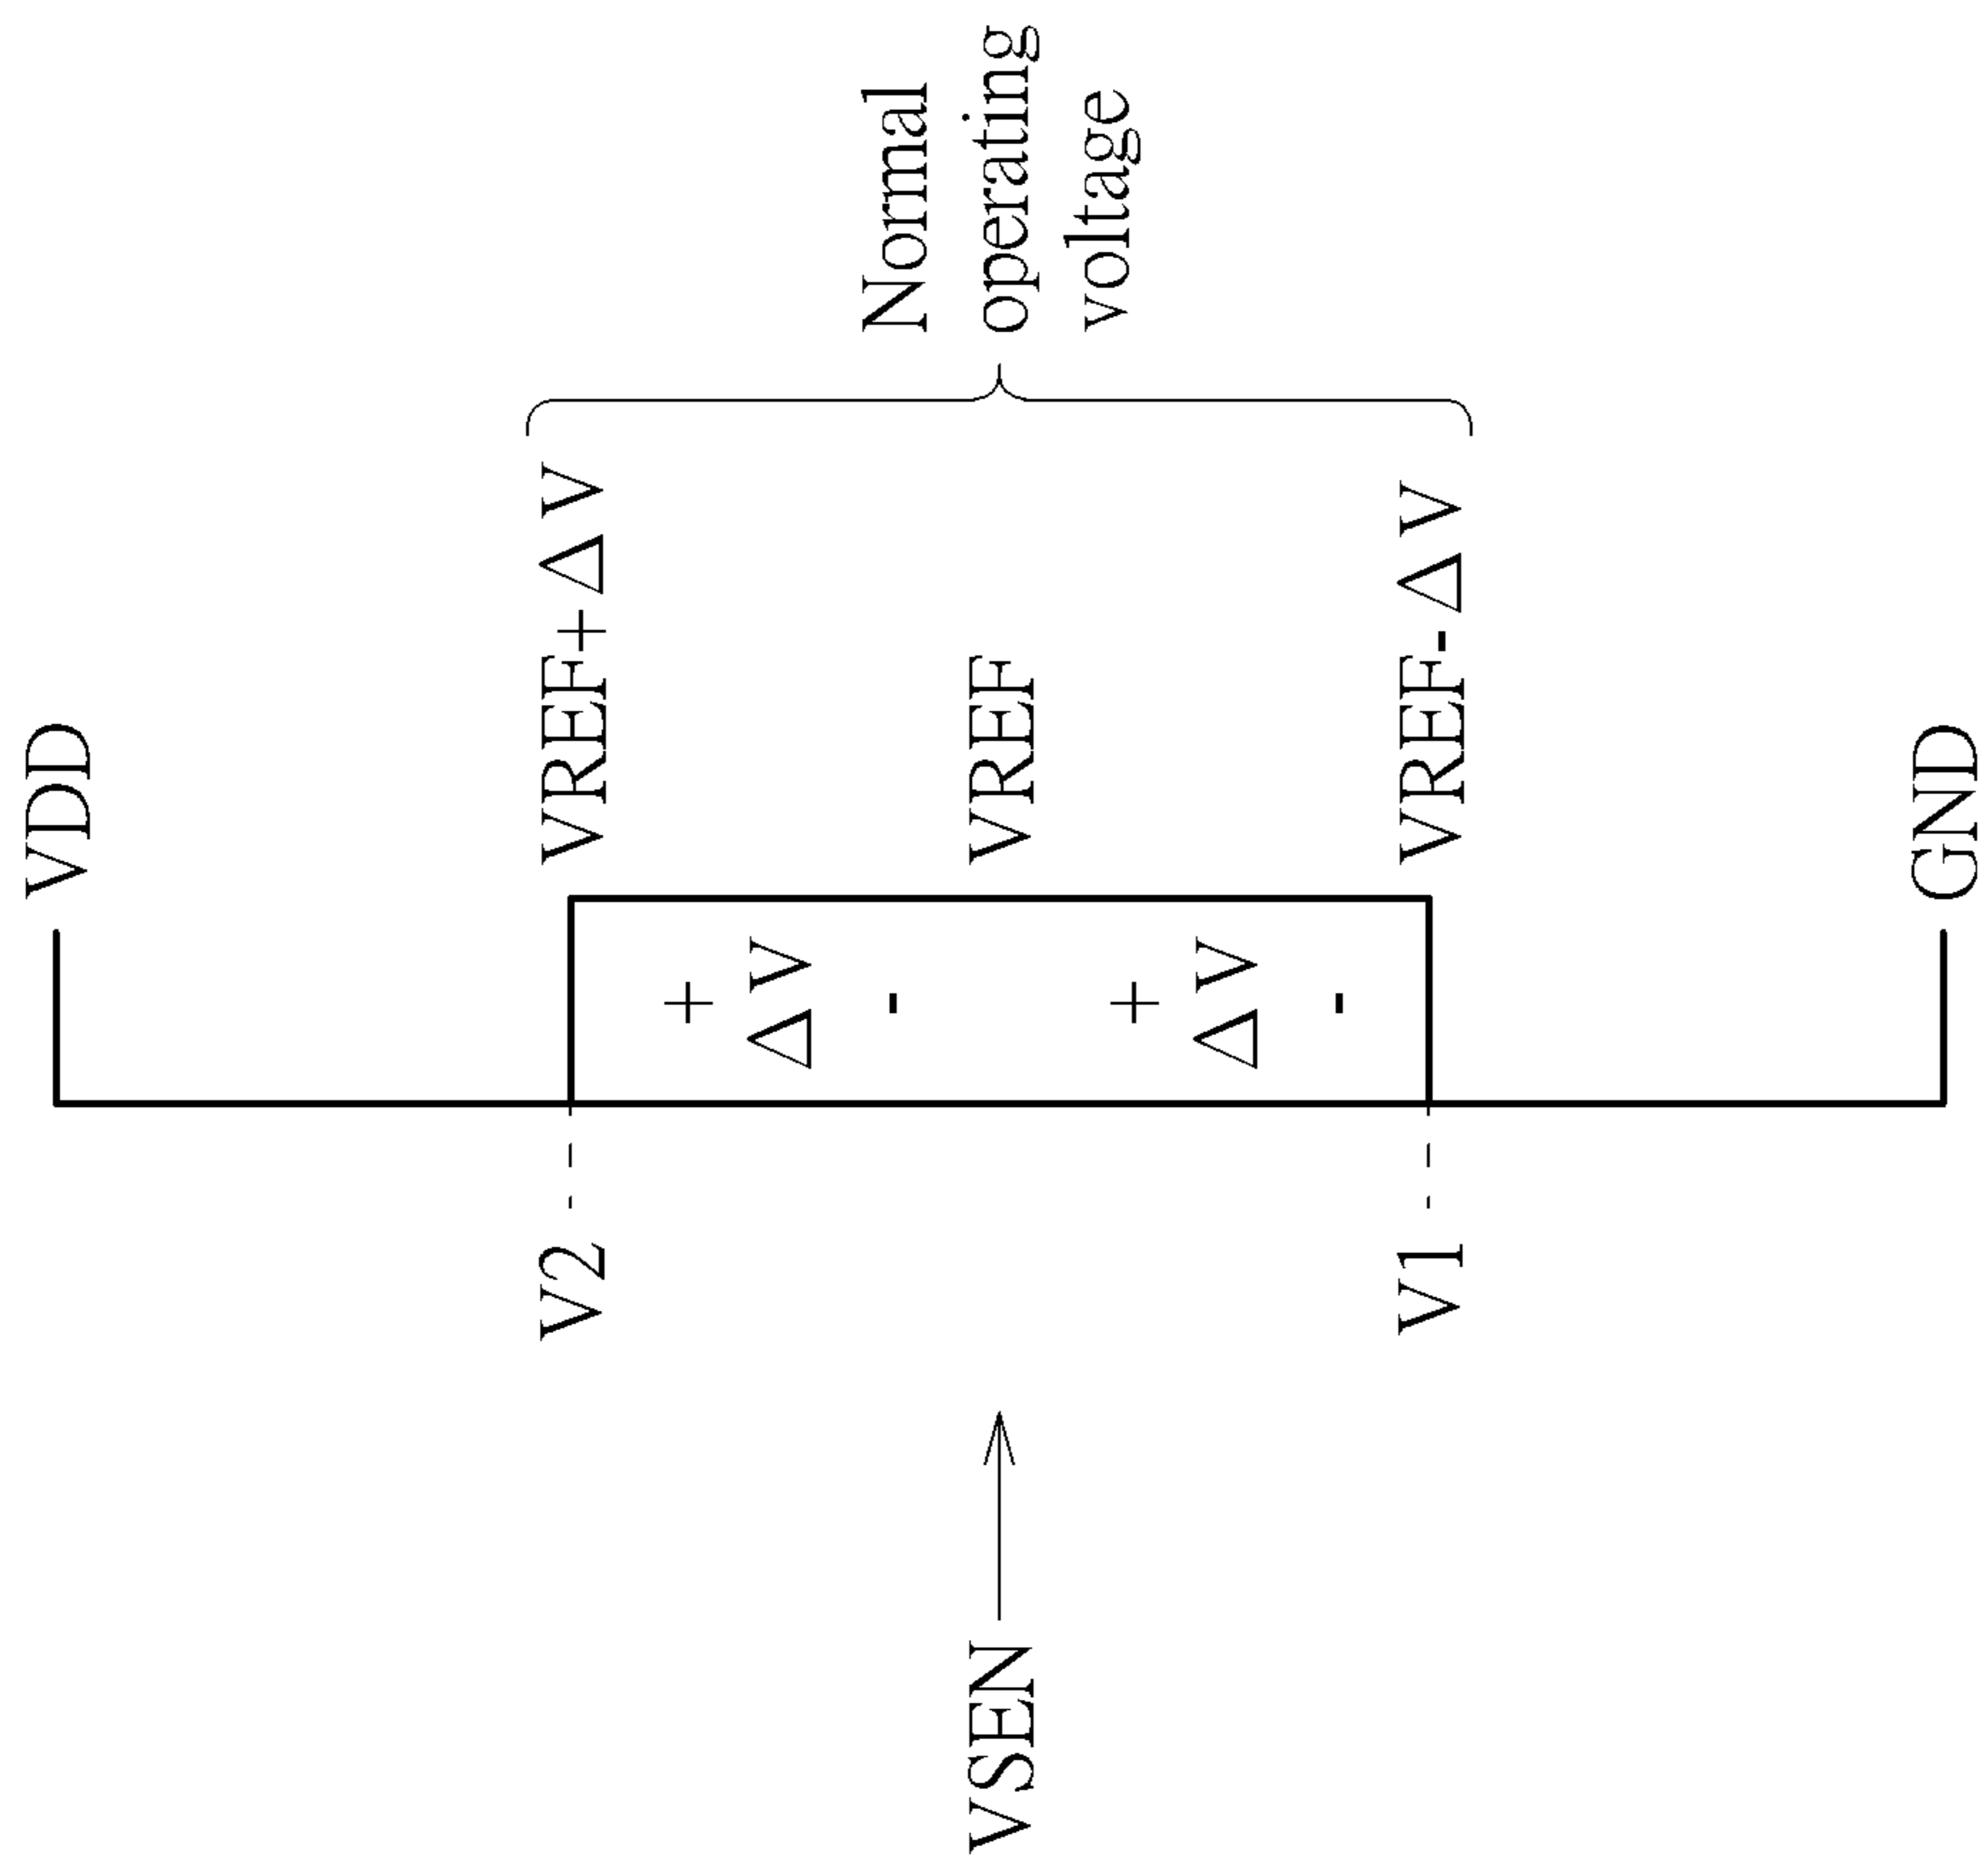 VDD
V2
VREF+ΔV
+
ΔV
-
VSEN
VREF
Normal
operating
voltage
+
ΔV
-
V1
VREF-ΔV
GND